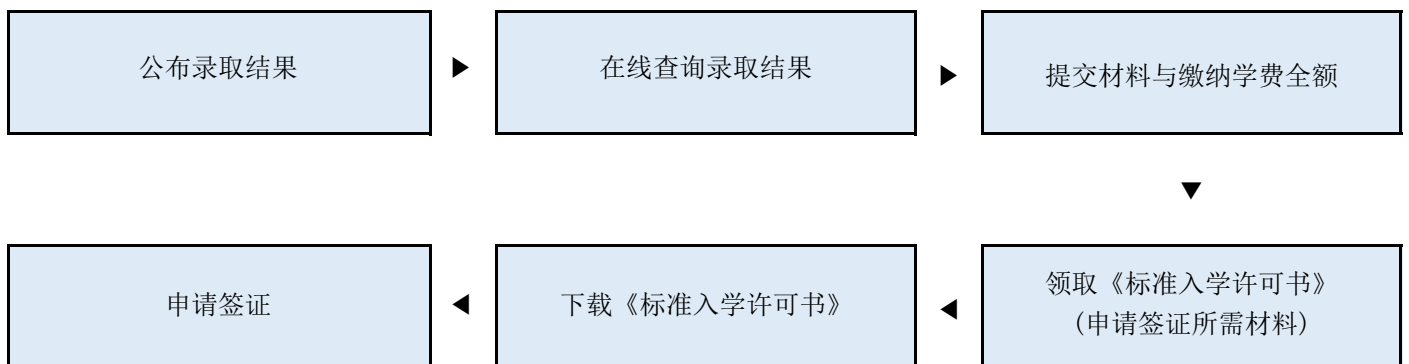 公布录取结果
在线查询录取结果
提交材料与缴纳学费全额
领取《标准入学许可书》
(申请签证所需材料)
下载《标准入学许可书》
申请签证